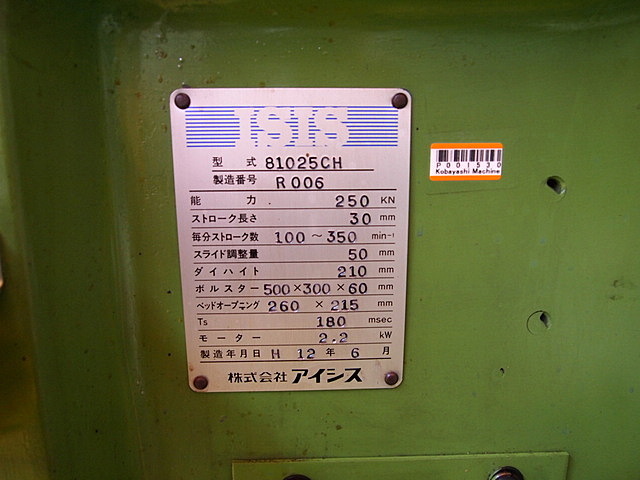 ISIS
型式 81025CH
製造番号 R006
能力 250 KN
ストローク長さ 30 mm
毎分ストローク数 100～350 min⁻¹
スライド調整量 50 mm
ダイハイト 210 mm
ボルスター 500×300×60 mm
ベッドオープニング 260 × 215 mm
Ts 180 msec
モーター 2.2 kW
製造年月日 H 12 年 6 月
株式会社 アイシス
P001530
Kobayashi Machine